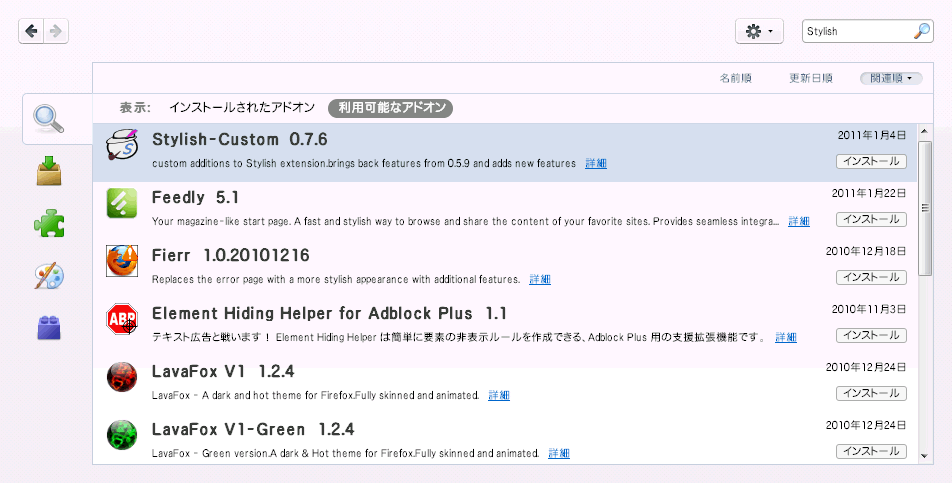 Stylish
名前順 更新日順 関連順
表示: インストールされたアドオン 利用可能なアドオン
Stylish-Custom 0.7.6 2011年1月4日
custom additions to Stylish extension.brings back features from 0.5.9 and adds new features 詳細 インストール
Feedly 5.1 2011年1月22日
Your magazine-like start page. A fast and stylish way to browse and share the content of your favorite sites. Provides seamless integra... 詳細 インストール
Fierr 1.0.20101216 2010年12月18日
Replaces the error page with a more stylish appearance with additional features. 詳細 インストール
ABP
Element Hiding Helper for Adblock Plus 1.1 2010年11月3日
テキスト広告と戦います! Element Hiding Helper は簡単に要素の非表示ルールを作成できる、Adblock Plus 用の支援拡張機能です。 詳細 インストール
LavaFox V1 1.2.4 2010年12月24日
LavaFox - A dark and hot theme for Firefox.Fully skinned and animated. 詳細 インストール
LavaFox V1-Green 1.2.4 2010年12月24日
LavaFox - Green version.A dark & Hot theme for Firefox.Fully skinned and animated. 詳細 インストール